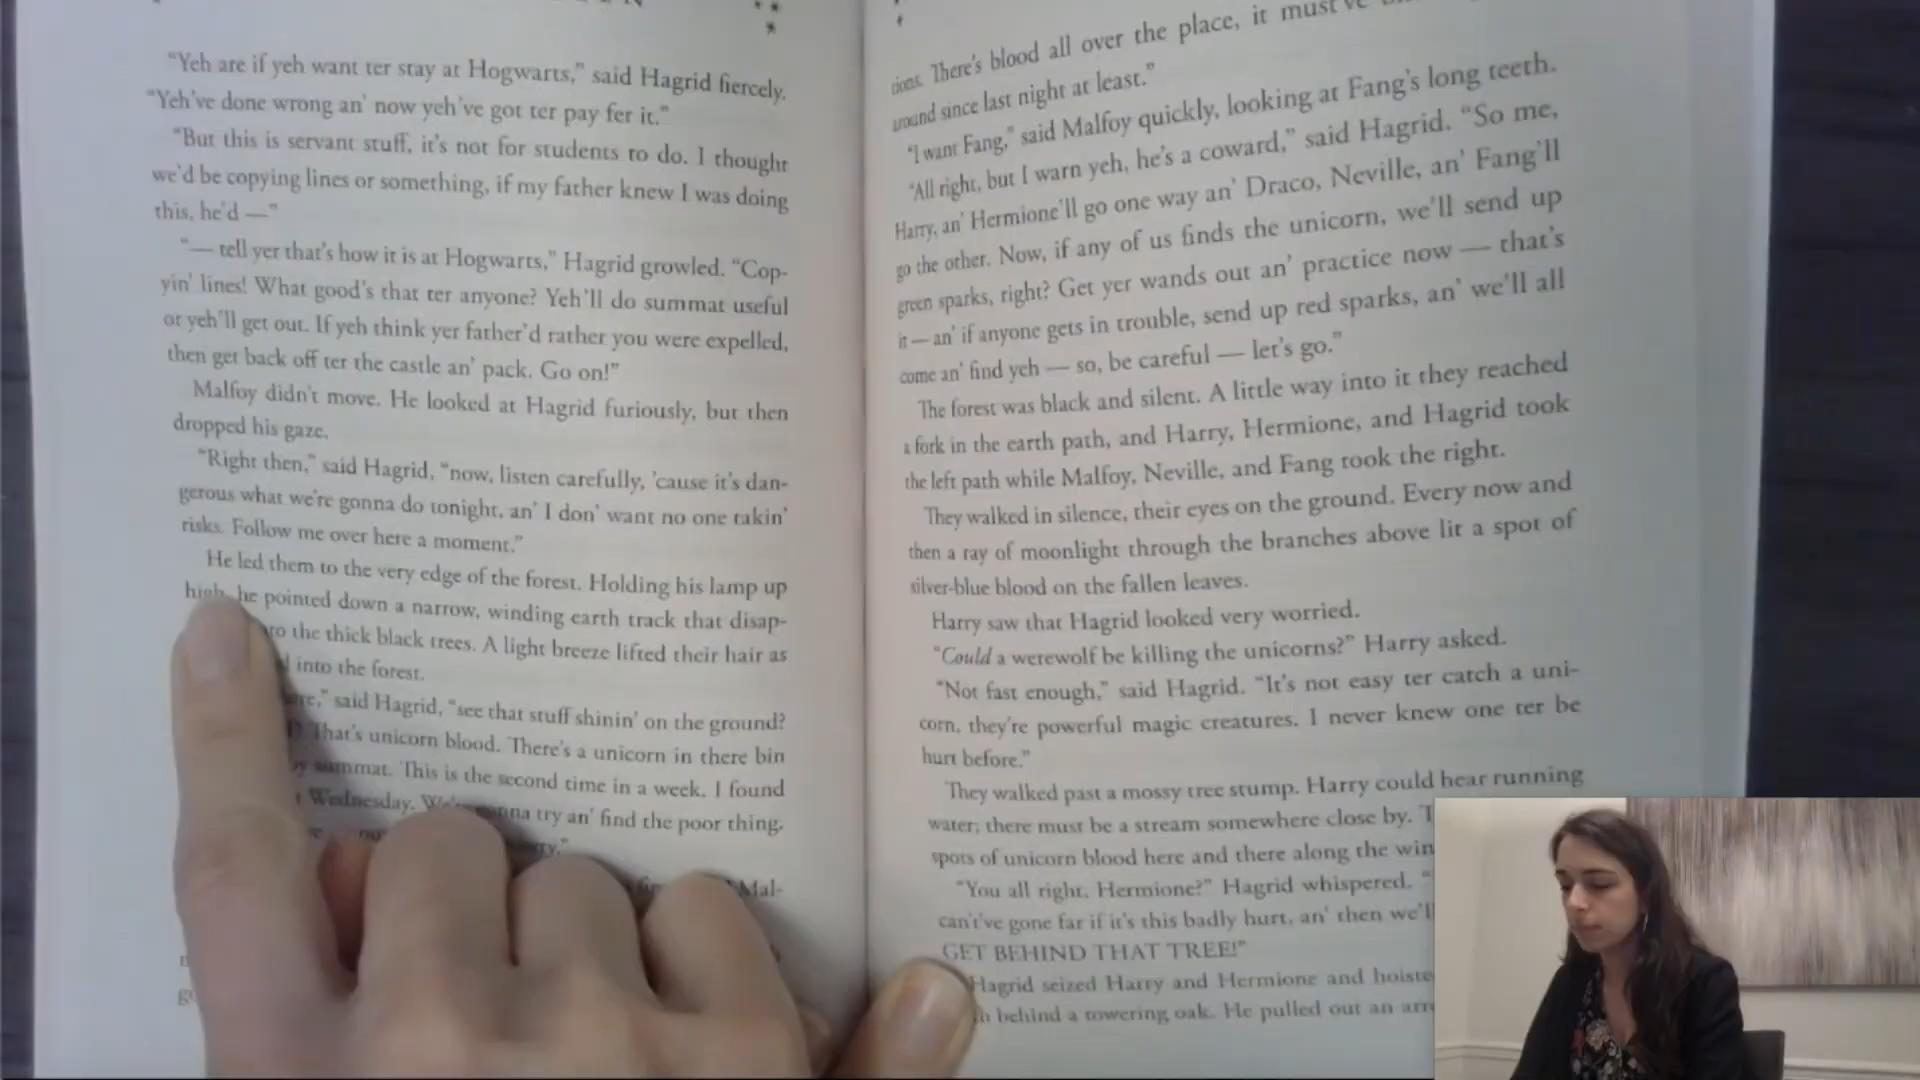 "Yeh are if yeh want ter stay at Hogwarts," said Hagrid fiercely.
"Yeh've done wrong an' now yeh've got ter pay fer it."
"But this is servant stuff, it's not for students to do. I thought
we'd be copying lines or something, if my father knew I was doing
this, he'd —"
"— tell yer that's how it is at Hogwarts," Hagrid growled. "Cop-
yin' lines! What good's that ter anyone? Yeh'll do summat useful
or yeh'll get out. If yeh think yer father'd rather you were expelled,
then get back off ter the castle an' pack. Go on!"
Malfoy didn't move. He looked at Hagrid furiously, but then
dropped his gaze.
"Right then," said Hagrid, "now, listen carefully, 'cause it's dan-
gerous what we're gonna do tonight, an' I don' want no one takin'
risks. Follow me over here a moment."
He led them to the very edge of the forest. Holding his lamp up
high, he pointed down a narrow, winding earth track that disap-
to the thick black trees. A light breeze lifted their hair as
into the forest.
said Hagrid, "see that stuff shinin' on the ground?
That's unicorn blood. There's a unicorn in there bin
summat. This is the second time in a week. I found
Wednesday. We're gonna try an' find the poor thing.
Mal-
tions. There's blood all over the place, it must've
around since last night at least."
"I want Fang," said Malfoy quickly, looking at Fang's long teeth.
"All right, but I warn yeh, he's a coward," said Hagrid. "So me,
Harry, an' Hermione'll go one way an' Draco, Neville, an' Fang'll
go the other. Now, if any of us finds the unicorn, we'll send up
green sparks, right? Get yer wands out an' practice now — that's
it — an' if anyone gets in trouble, send up red sparks, an' we'll all
come an' find yeh — so, be careful — let's go."
The forest was black and silent. A little way into it they reached
a fork in the earth path, and Harry, Hermione, and Hagrid took
the left path while Malfoy, Neville, and Fang took the right.
They walked in silence, their eyes on the ground. Every now and
then a ray of moonlight through the branches above lit a spot of
silver-blue blood on the fallen leaves.
Harry saw that Hagrid looked very worried.
"Could a werewolf be killing the unicorns?" Harry asked.
"Not fast enough," said Hagrid. "It's not easy ter catch a uni-
corn, they're powerful magic creatures. I never knew one ter be
hurt before."
They walked past a mossy tree stump. Harry could hear running
water; there must be a stream somewhere close by.
spots of unicorn blood here and there along the win
"You all right, Hermione?" Hagrid whispered. "
can't've gone far if it's this badly hurt, an' then we'll
GET BEHIND THAT TREE!"
Hagrid seized Harry and Hermione and hoiste
behind a towering oak. He pulled out an arr